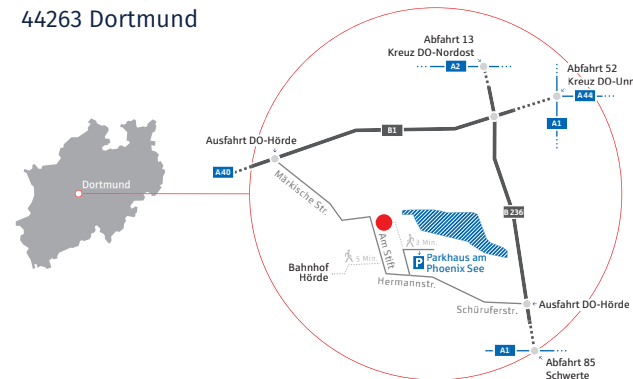 44263 Dortmund
Abfahrt 13
Kreuz DO-Nordost
A2
Abfahrt 52
Kreuz DO-Unn
A44
A1
B1
Ausfahrt DO-Hörde
A40
Märkische Str.
Dortmund
B 236
Am Stift
3 Min.
Parkhaus am
Phoenix See
P
5 Min.
Bahnhof
Hörde
Hermannstr.
Schüruferstr.
Ausfahrt DO-Hörde
A1
Abfahrt 85
Schwerte